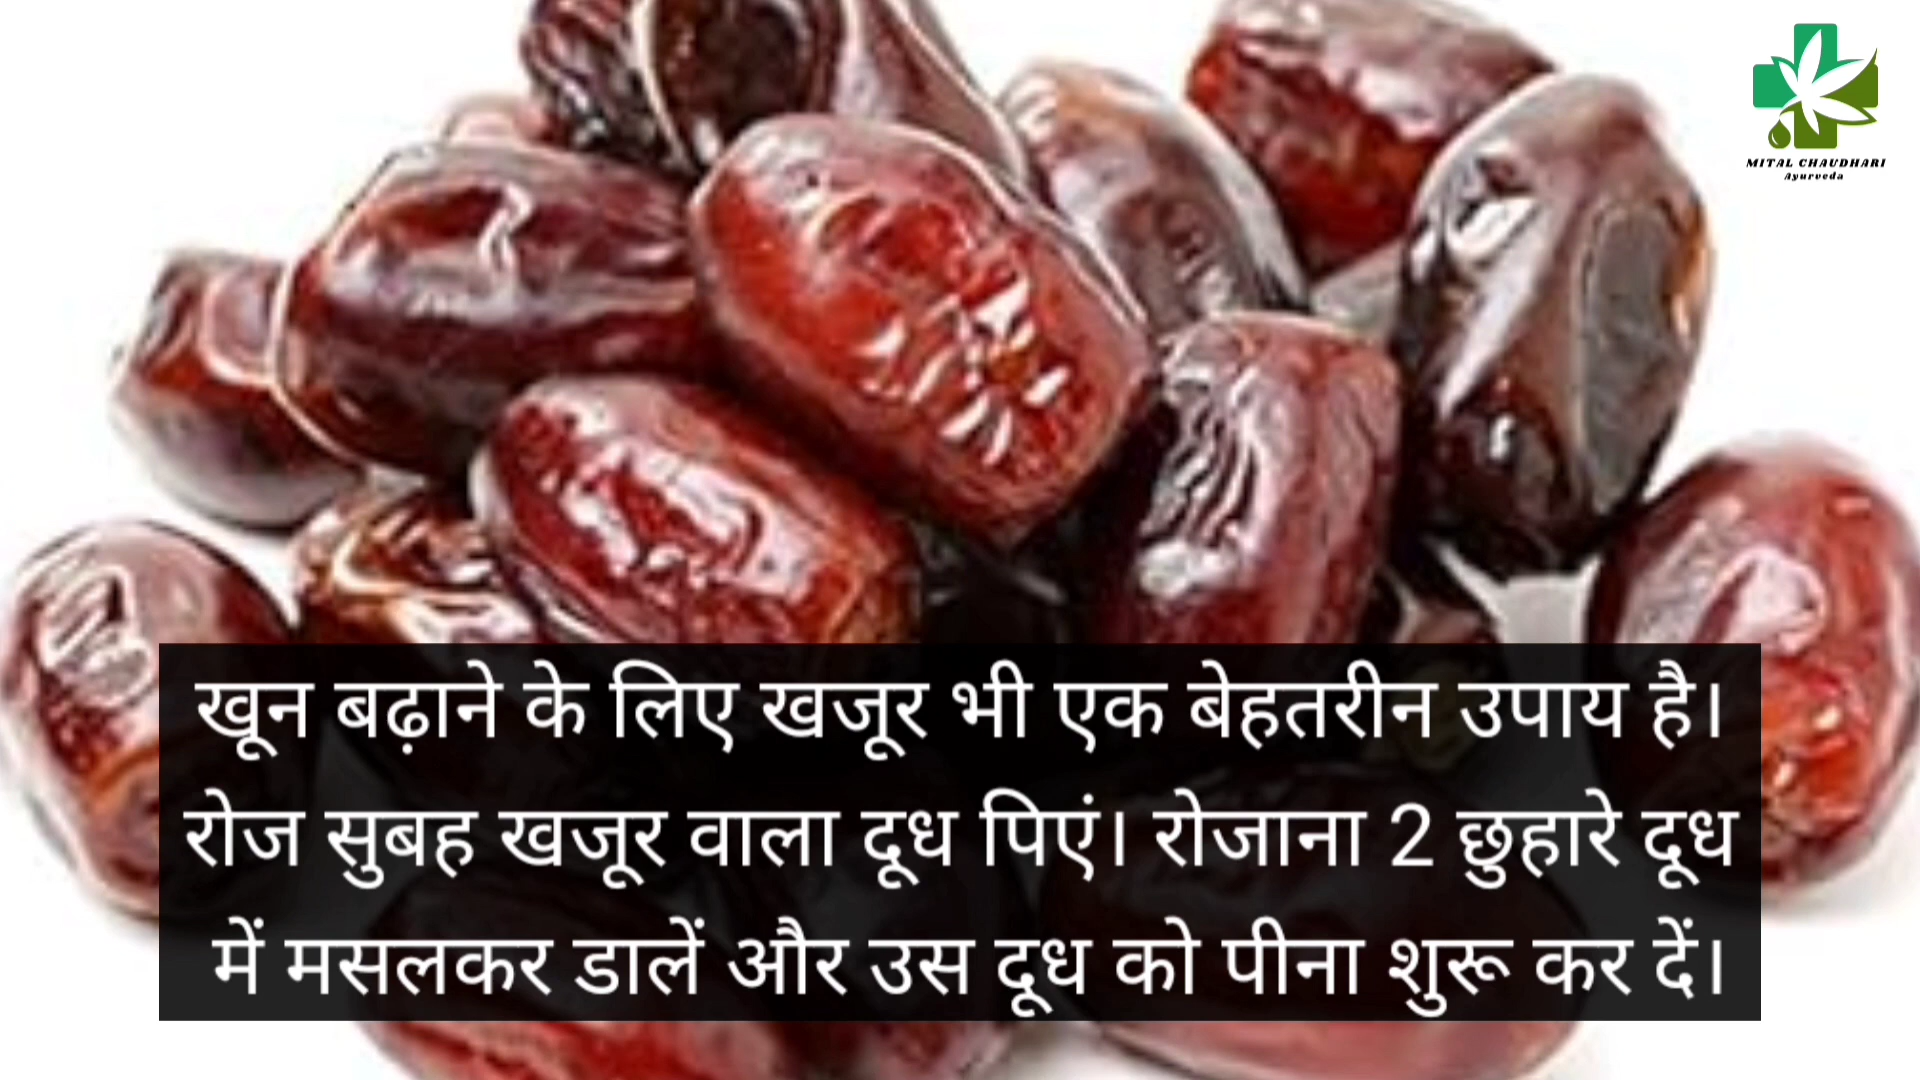 MITAL CHAUDHARI
Ayurveda
खून बढ़ाने के लिए खजूर भी एक बेहतरीन उपाय है।
रोज सुबह खजूर वाला दूध पिएं। रोजाना 2 छुहारे दूध
में मसलकर डालें और उस दूध को पीना शुरू कर दें।